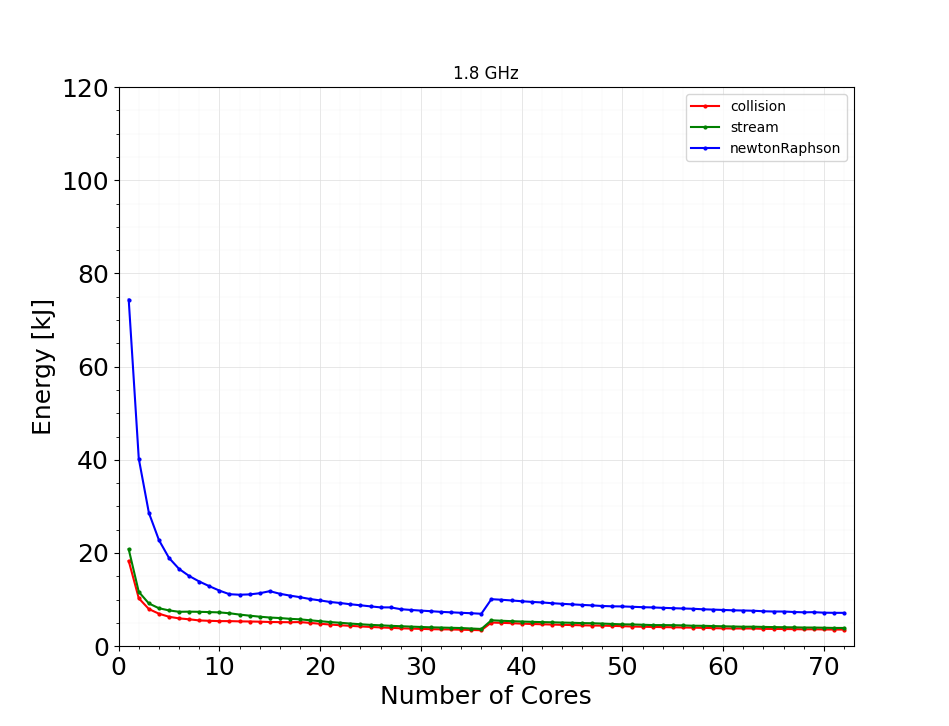 1.8 GHz
120
100
80
60
40
20
0
Energy [kJ]
collision
stream
newtonRaphson
0 10 20 30 40 50 60 70
Number of Cores